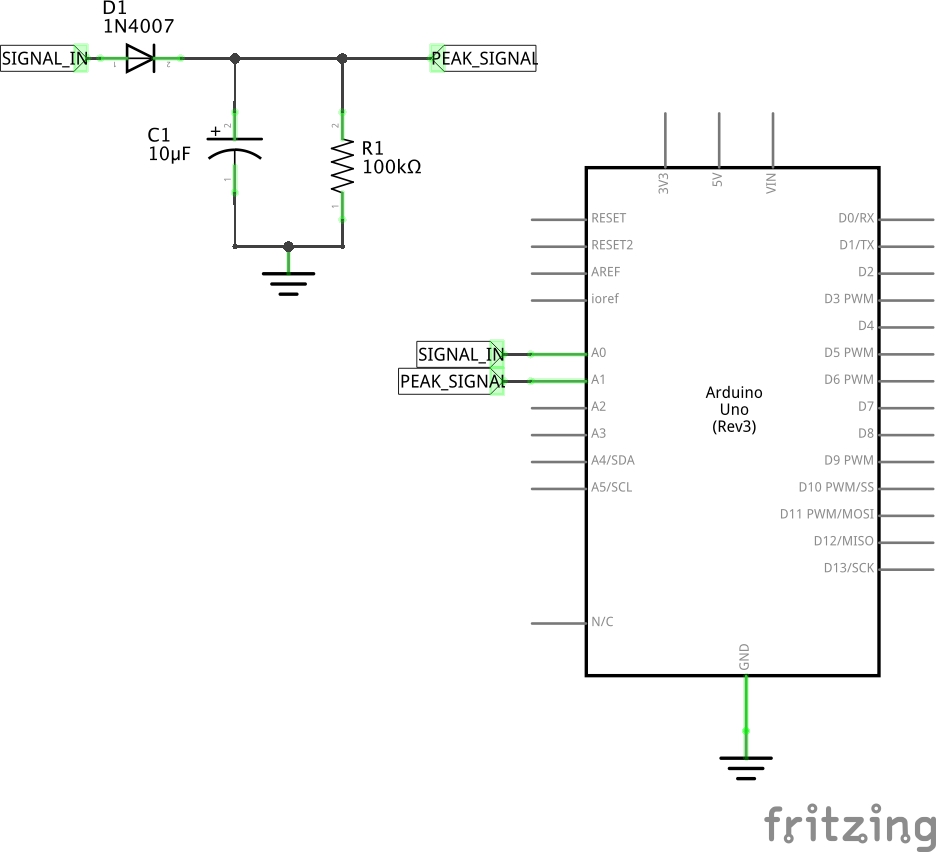 D1
1N4007
SIGNAL_IN
1
2
PEAK_SIGNAL
C1
10µF
+
2
1
R1
100kΩ
2
1
3V3
5V
VIN
RESET
RESET2
AREF
ioref
A0
A1
A2
A3
A4/SDA
A5/SCL
N/C
SIGNAL_IN
PEAK_SIGNAL
Arduino
Uno
(Rev3)
D0/RX
D1/TX
D2
D3 PWM
D4
D5 PWM
D6 PWM
D7
D8
D9 PWM
D10 PWM/SS
D11 PWM/MOSI
D12/MISO
D13/SCK
GND
fritzing